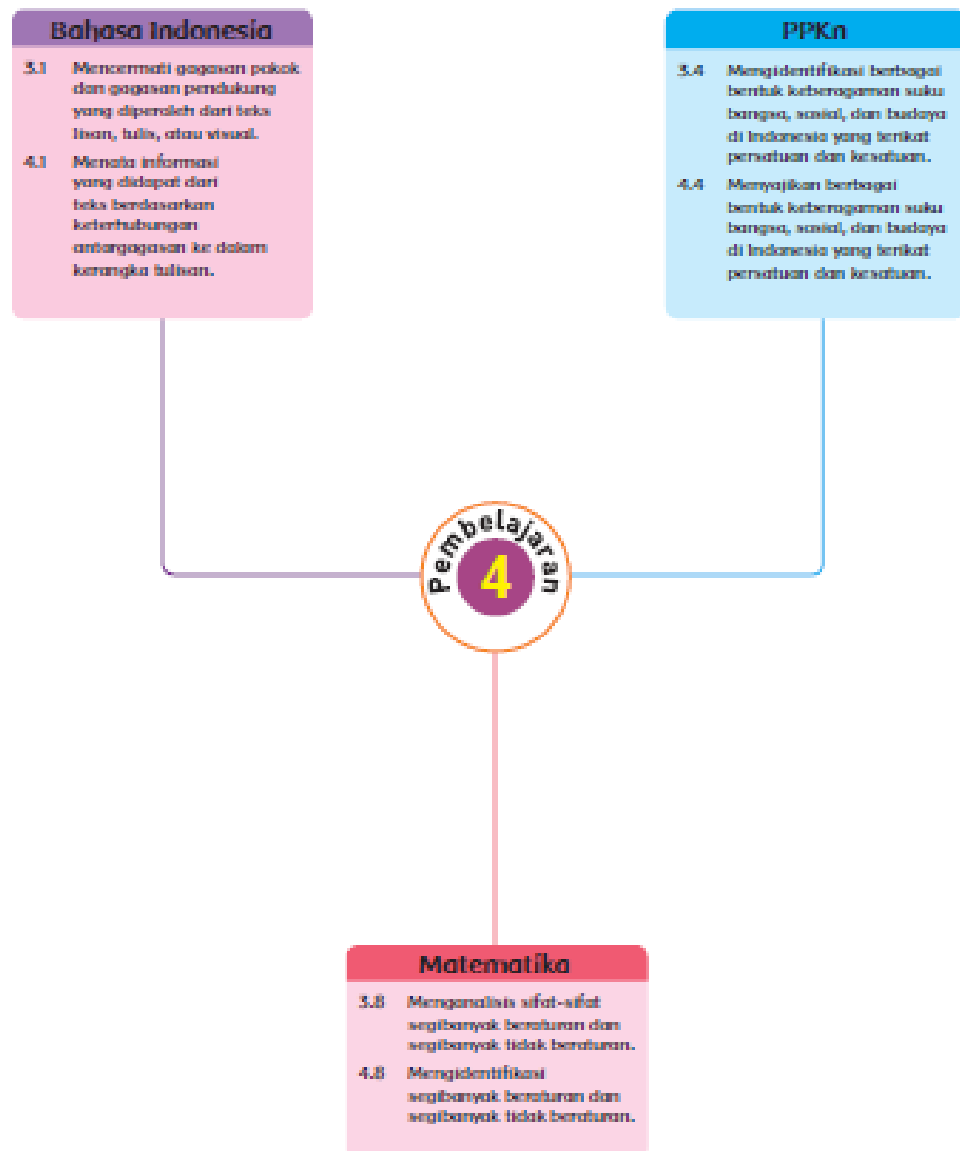 Bahasa Indonesia
3.1 Mencermati gagasan pokok
dan gagasan pendukung
yang diperoleh dari teks
lisan, tulis, atau visual.
4.1 Menata informasi
yang didapat dari
teks berdasarkan
keterhubungan
antargagasan ke dalam
kerangka tulisan.
PPKn
3.4 Mengidentifikasi berbagai
bentuk keberagaman suku
bangsa, sosial, dan budaya
di Indonesia yang terikat
persatuan dan kesatuan.
4.4 Menyajikan berbagai
bentuk keberagaman suku
bangsa, sosial, dan budaya
di Indonesia yang terikat
persatuan dan kesatuan.
Pembelajaran
4
Matematika
3.8 Menganalisis sifat-sifat
segibanyak beraturan dan
segibanyak tidak beraturan.
4.8 Mengidentifikasi
segibanyak beraturan dan
segibanyak tidak beraturan.